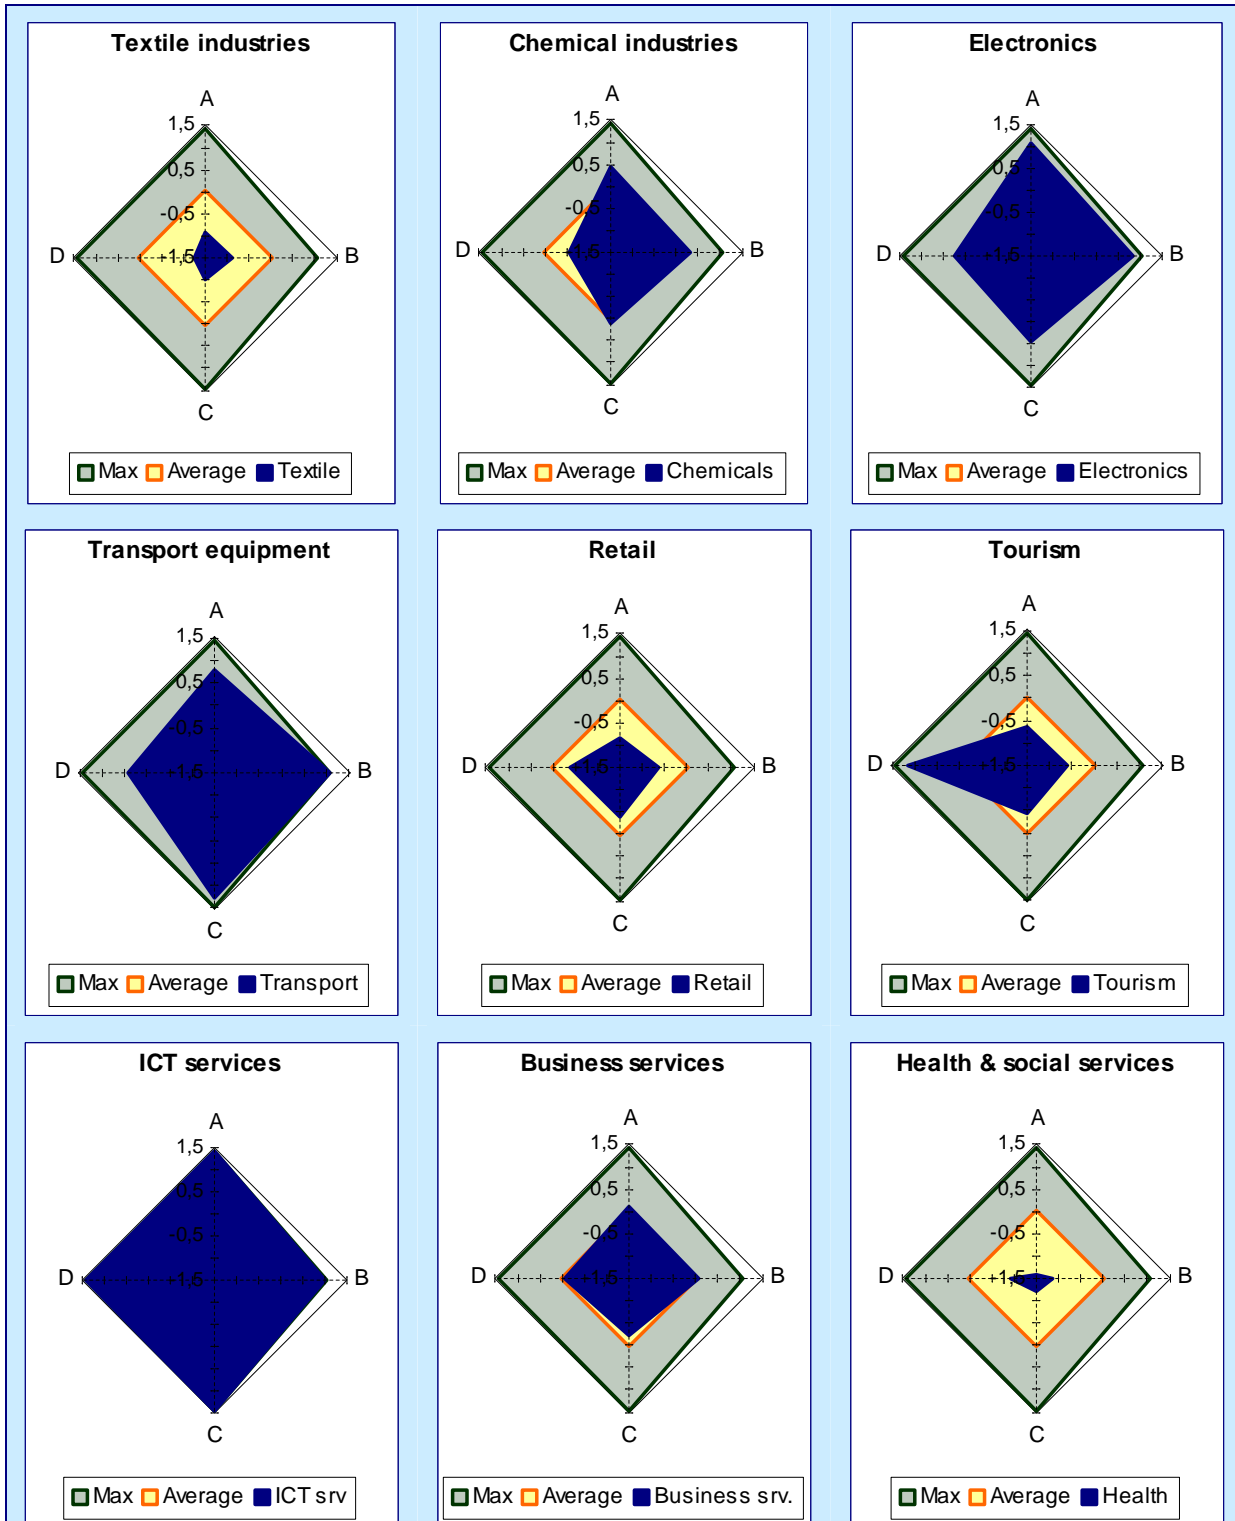 Textile industries
A
1,5
0,5
-0,5
D -1,5 B
C
Max Average Textile
Chemical industries
A
1,5
0,5
-0,5
D -1,5 B
C
Max Average Chemicals
Electronics
A
1,5
0,5
-0,5
D -1,5 B
C
Max Average Electronics
Transport equipment
A
1,5
0,5
-0,5
D -1,5 B
C
Max Average Transport
Retail
A
1,5
0,5
-0,5
D -1,5 B
C
Max Average Retail
Tourism
A
1,5
0,5
-0,5
D -1,5 B
C
Max Average Tourism
ICT services
A
1,5
0,5
-0,5
D -1,5 B
C
Max Average ICT srv
Business services
A
1,5
0,5
-0,5
D -1,5 B
C
Max Average Business srv.
Health & social services
A
1,5
0,5
-0,5
D -1,5 B
C
Max Average Health